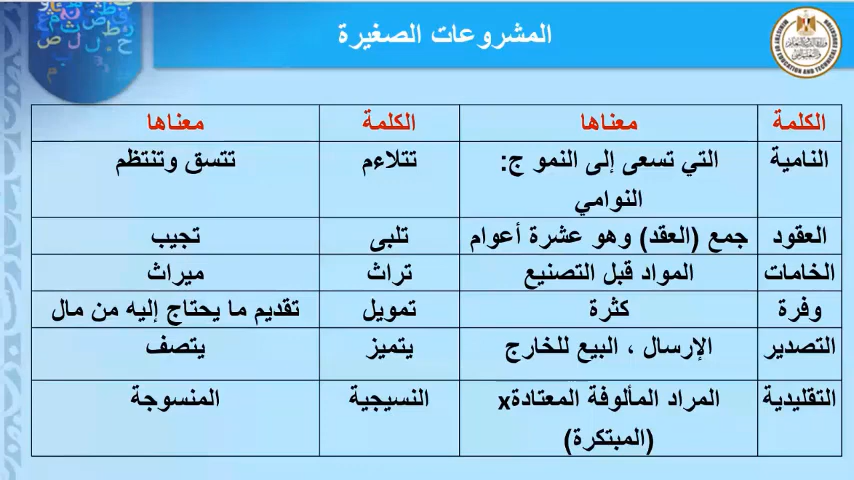 المشروعات الصغيرة
الكلمة معناها الكلمة معناها
النامية التي تسعى إلى النمو ج: تتلاءم تتسق وتنتظم
النوامي
العقود جمع (العقد) وهو عشرة أعوام تلبى تجيب
الخامات المواد قبل التصنيع تراث ميراث
وفرة كثرة تمويل تقديم ما يحتاج إليه من مال
التصدير الإرسال ، البيع للخارج يتميز يتصف
التقليدية المراد المألوفة المعتادةx النسيجية المنسوجة
(المبتكرة)